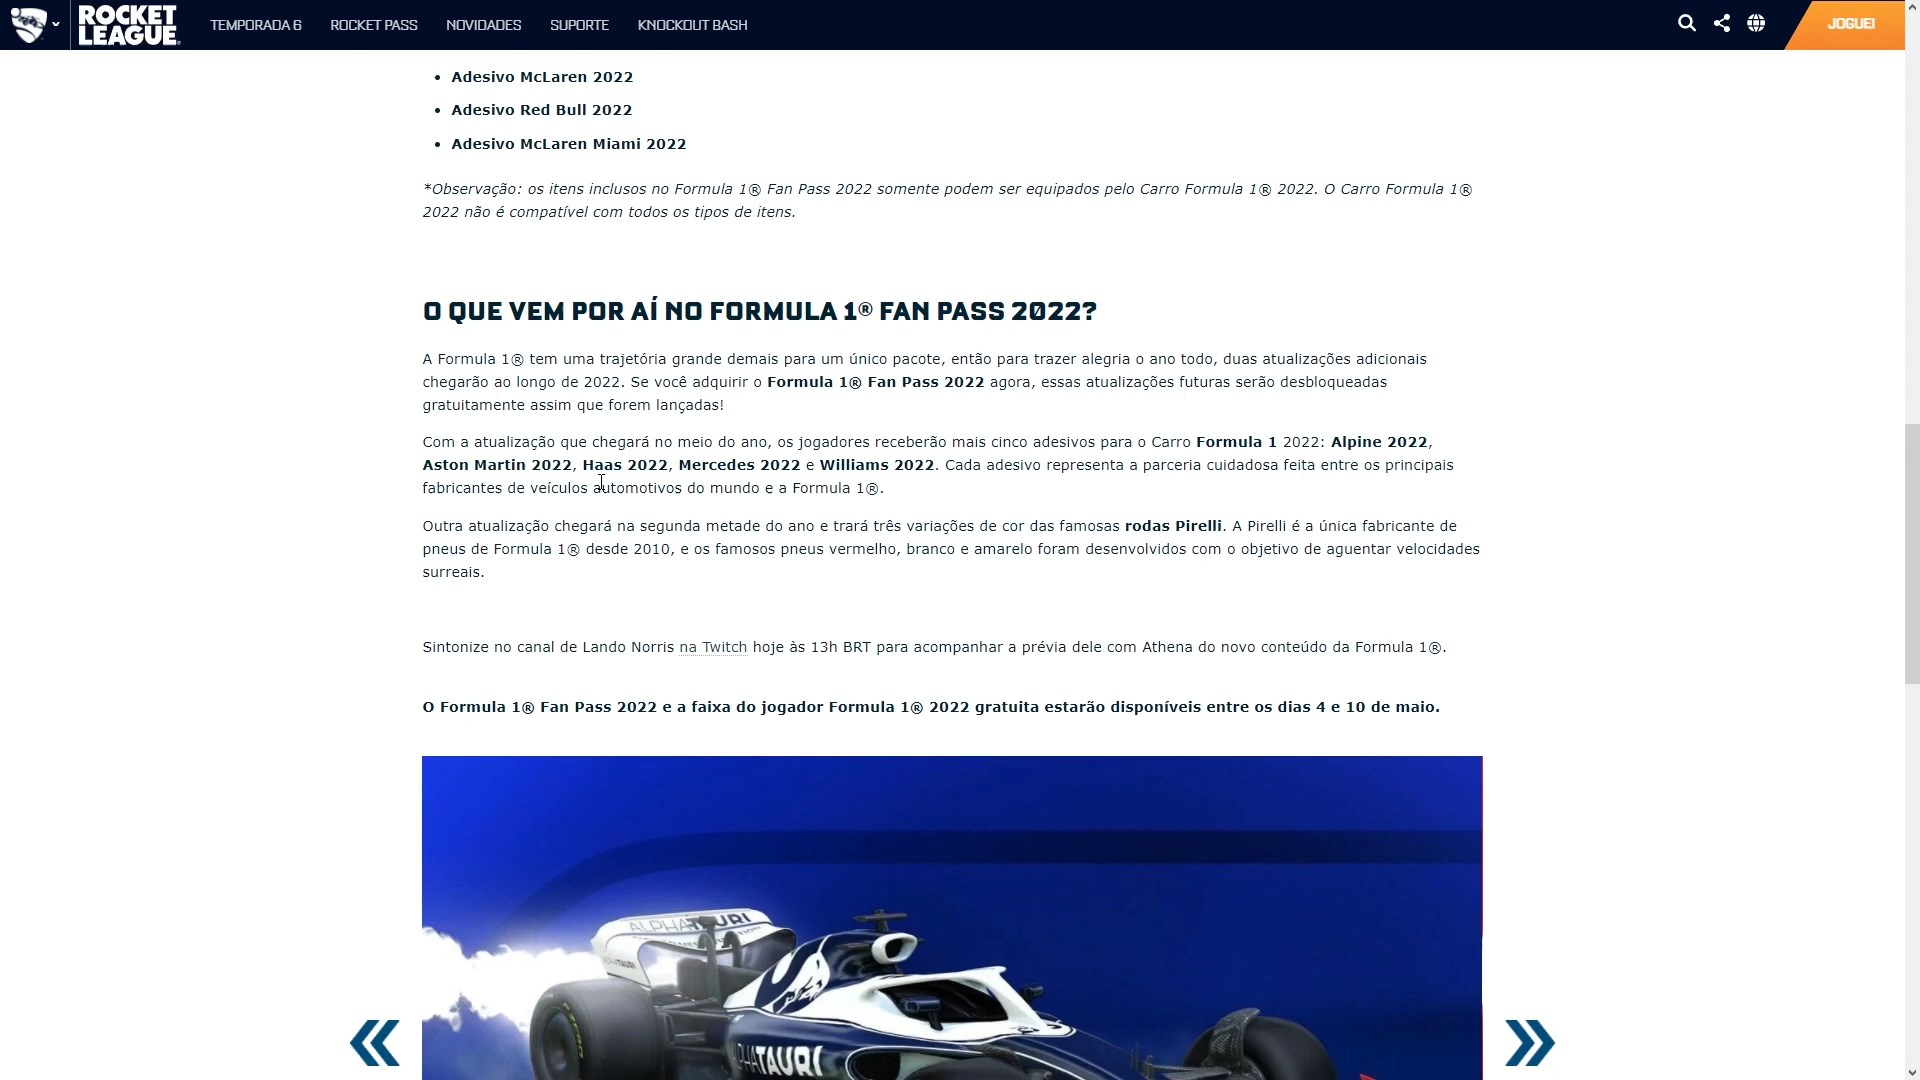 ROCKET
LEAGUE
TEMPORADA 6
ROCKET PASS
NOVIDADES
SUPORTE
KNOCKOUT BASH
JOGUE!
• Adesivo McLaren 2022
• Adesivo Red Bull 2022
• Adesivo McLaren Miami 2022
*Observação: os itens inclusos no Formula 1® Fan Pass 2022 somente podem ser equipados pelo Carro Formula 1® 2022. O Carro Formula 1®
2022 não é compatível com todos os tipos de itens.
O QUE VEM POR AÍ NO FORMULA 1® FAN PASS 2022?
A Formula 1® tem uma trajetória grande demais para um único pacote, então para trazer alegria o ano todo, duas atualizações adicionais
chegarão ao longo de 2022. Se você adquirir o Formula 1® Fan Pass 2022 agora, essas atualizações futuras serão desbloqueadas
gratuitamente assim que forem lançadas!
Com a atualização que chegará no meio do ano, os jogadores receberão mais cinco adesivos para o Carro Formula 1 2022: Alpine 2022,
Aston Martin 2022, Haas 2022, Mercedes 2022 e Williams 2022. Cada adesivo representa a parceria cuidadosa feita entre os principais
fabricantes de veículos automotivos do mundo e a Formula 1®.
Outra atualização chegará na segunda metade do ano e trará três variações de cor das famosas rodas Pirelli. A Pirelli é a única fabricante de
pneus de Formula 1® desde 2010, e os famosos pneus vermelho, branco e amarelo foram desenvolvidos com o objetivo de aguentar velocidades
surreais.
Sintonize no canal de Lando Norris na Twitch hoje às 13h BRT para acompanhar a prévia dele com Athena do novo conteúdo da Formula 1®.
O Formula 1® Fan Pass 2022 e a faixa do jogador Formula 1® 2022 gratuita estarão disponíveis entre os dias 4 e 10 de maio.
ALPHATAURI
ALPHATAURI